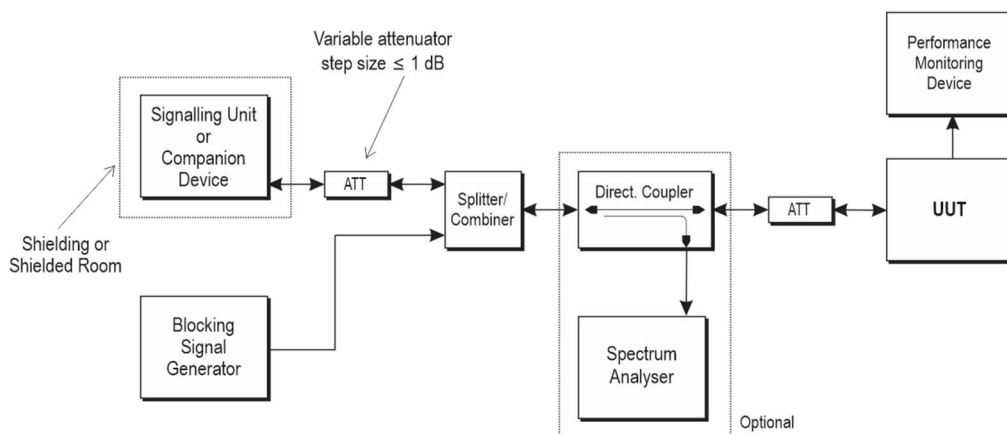 Variable attenuator
step size ≤ 1 dB
Performance
Monitoring
Device
Signalling Unit
or
Companion
Device
ATT
Splitter/
Combiner
Direct. Coupler
ATT
UUT
Shielding or
Shielded Room
Blocking
Signal
Generator
Spectrum
Analyser
Optional